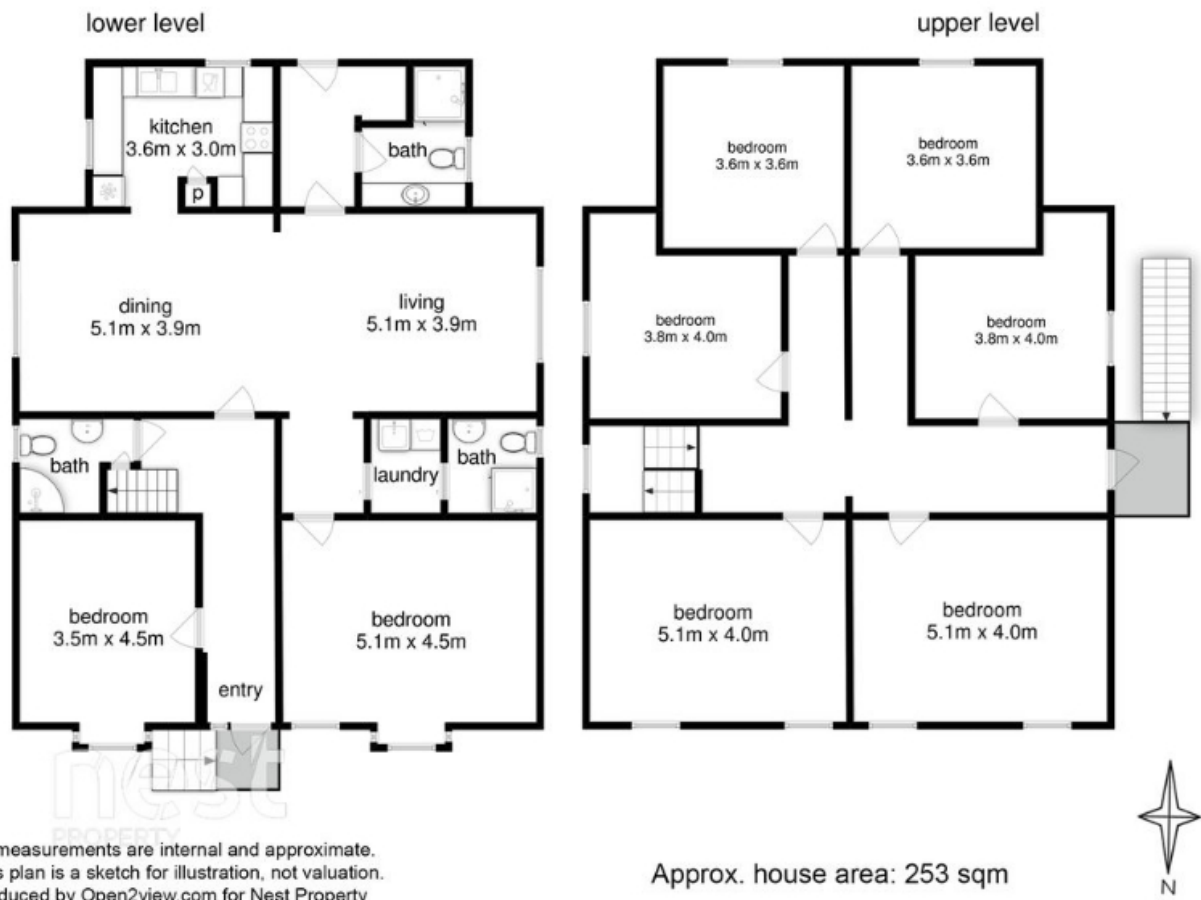 lower level
upper level
kitchen
3.6m x 3.0m
bath
p
dining
5.1m x 3.9m
living
5.1m x 3.9m
bath
laundry
bath
bedroom
3.5m x 4.5m
bedroom
5.1m x 4.5m
entry
bedroom
3.6m x 3.6m
bedroom
3.6m x 3.6m
bedroom
3.8m x 4.0m
bedroom
3.8m x 4.0m
bedroom
5.1m x 4.0m
bedroom
5.1m x 4.0m
nest
PROPERTY
measurements are internal and approximate.
s plan is a sketch for illustration, not valuation.
duced by Open2view.com for Nest Property
Approx. house area: 253 sqm
N